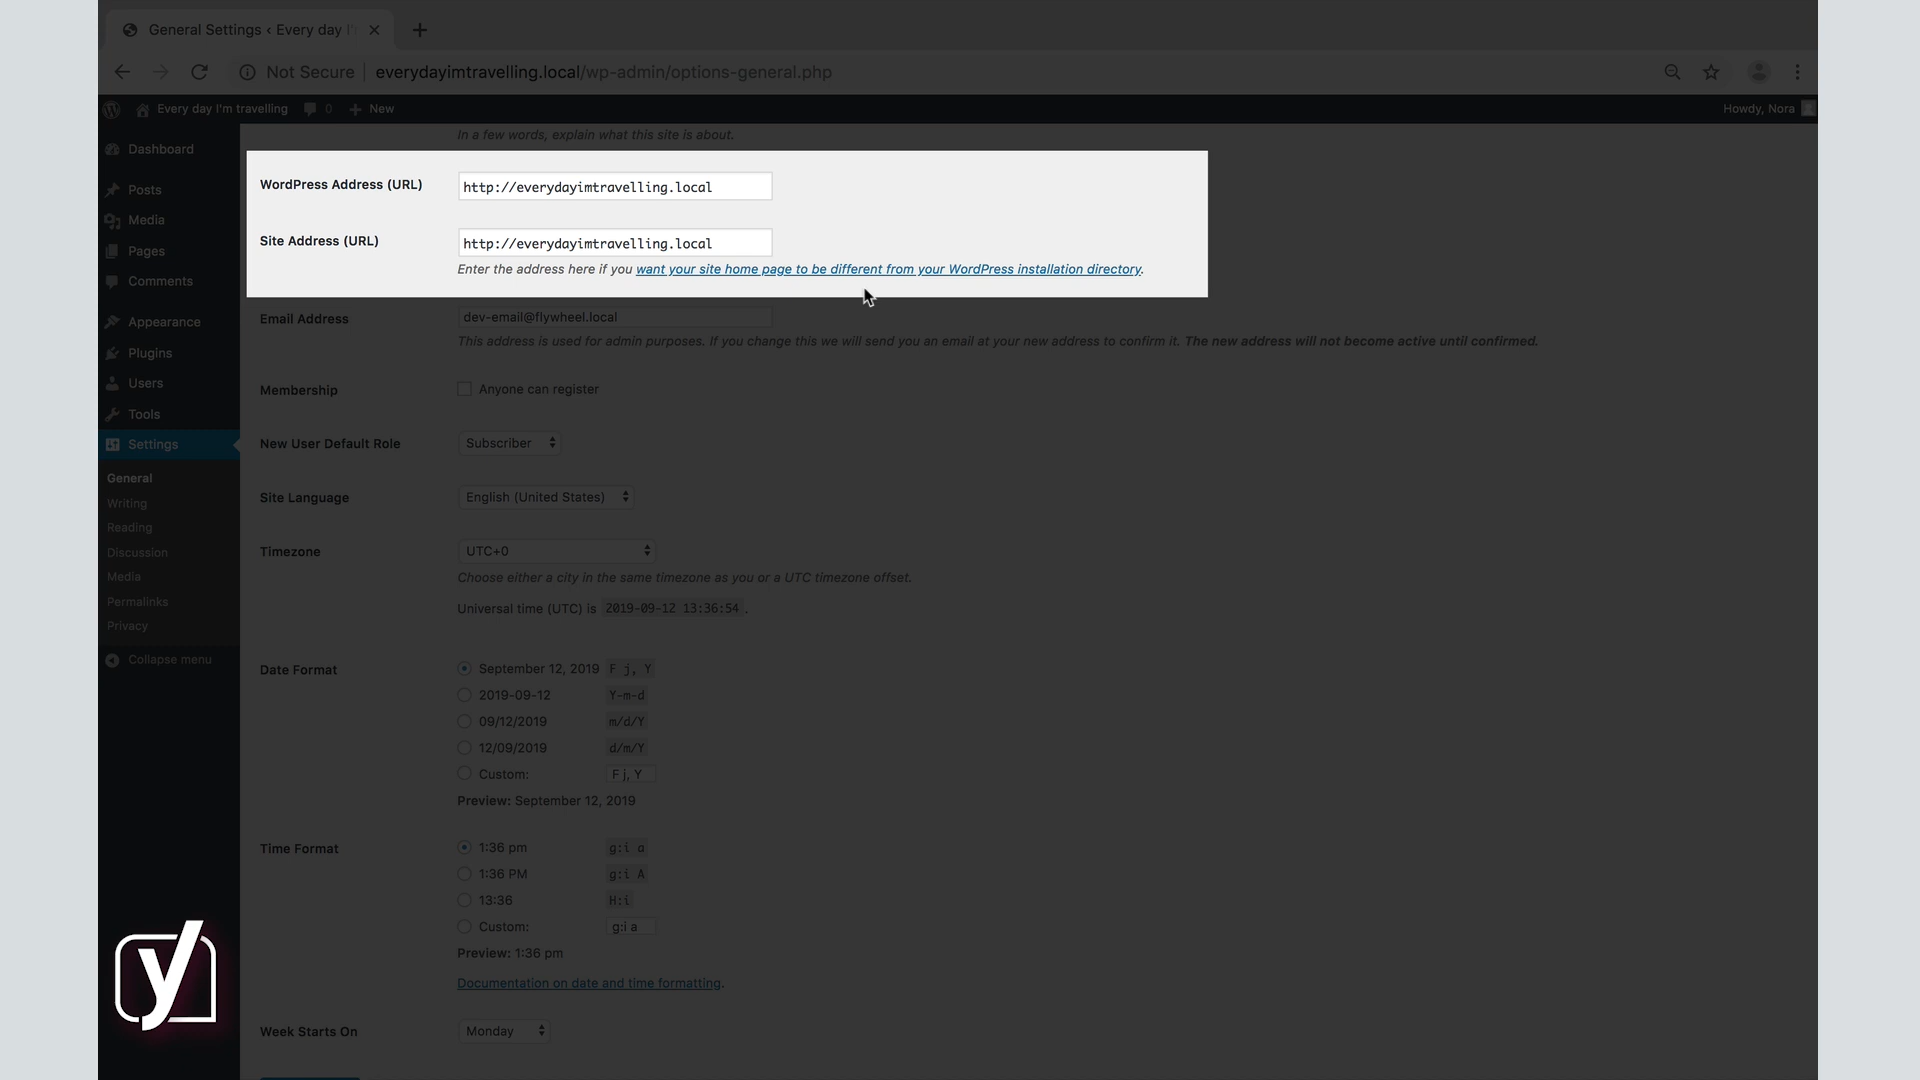 General Settings ‹ Every day I'
Not Secure everydayimtravelling.local/wp-admin/options-general.php
Every day I'm travelling 0 New Howdy, Nora
In a few words, explain what this site is about.
Dashboard
Posts
Media
Pages
Comments
Appearance
Plugins
Users
Tools
Settings
General
Writing
Reading
Discussion
Media
Permalinks
Privacy
Collapse menu
WordPress Address (URL) http://everydayimtravelling.local
Site Address (URL) http://everydayimtravelling.local
Enter the address here if you want your site home page to be different from your WordPress installation directory.
Email Address dev-email@flywheel.local
This address is used for admin purposes. If you change this we will send you an email at your new address to confirm it. The new address will not become active until confirmed.
Membership Anyone can register
New User Default Role Subscriber
Site Language English (United States)
Timezone UTC+0
Choose either a city in the same timezone as you or a UTC timezone offset.
Universal time (UTC) is 2019-09-12 13:36:54 .
Date Format September 12, 2019 F j, Y
2019-09-12 Y-m-d
09/12/2019 m/d/Y
12/09/2019 d/m/Y
Custom: F j, Y
Preview: September 12, 2019
Time Format 1:36 pm g:i a
1:36 PM g:i A
13:36 H:i
Custom: g:i a
Preview: 1:36 pm
Documentation on date and time formatting.
Week Starts On Monday
y